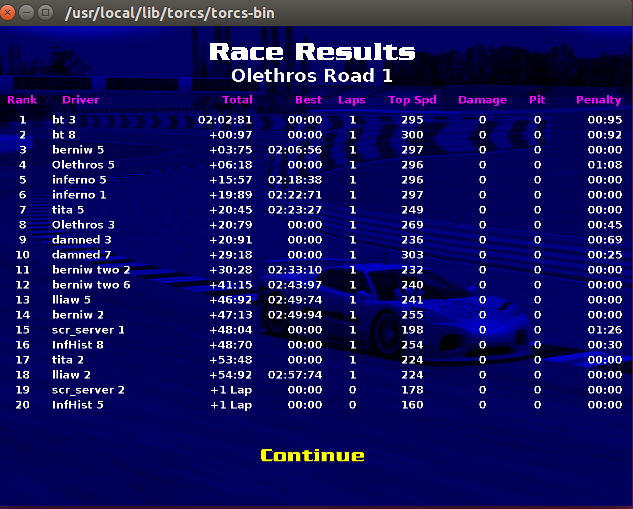 /usr/local/lib/torcs/torcs-bin
Race Results
Olethros Road 1
Rank Driver Total Best Laps Top Spd Damage Pit Penalty
1 bt 3 02:02:81 00:00 1 295 0 0 00:95
2 bt 8 +00:97 00:00 1 300 0 0 00:92
3 berniw 5 +03:75 02:06:56 1 297 0 0 00:00
4 Olethros 5 +06:18 00:00 1 296 0 0 01:08
5 inferno 5 +15:57 02:18:38 1 296 0 0 00:00
6 inferno 1 +19:89 02:22:71 1 297 0 0 00:00
7 tita 5 +20:45 02:23:27 1 249 0 0 00:00
8 Olethros 3 +20:79 00:00 1 269 0 0 00:45
9 damned 3 +20:91 00:00 1 236 0 0 00:69
10 damned 7 +29:18 00:00 1 303 0 0 00:25
11 berniw two 2 +30:28 02:33:10 1 232 0 0 00:00
12 berniw two 6 +41:15 02:43:97 1 240 0 0 00:00
13 lliaw 5 +46:92 02:49:74 1 241 0 0 00:00
14 berniw 2 +47:13 02:49:94 1 255 0 0 00:00
15 scr_server 1 +48:04 00:00 1 198 0 0 01:26
16 InfHist 8 +48:70 00:00 1 254 0 0 00:30
17 tita 2 +53:48 00:00 1 224 0 0 00:00
18 lliaw 2 +54:92 02:57:74 1 224 0 0 00:00
19 scr_server 2 +1 Lap 00:00 0 178 0 0 00:00
20 InfHist 5 +1 Lap 00:00 0 160 0 0 00:00
Continue